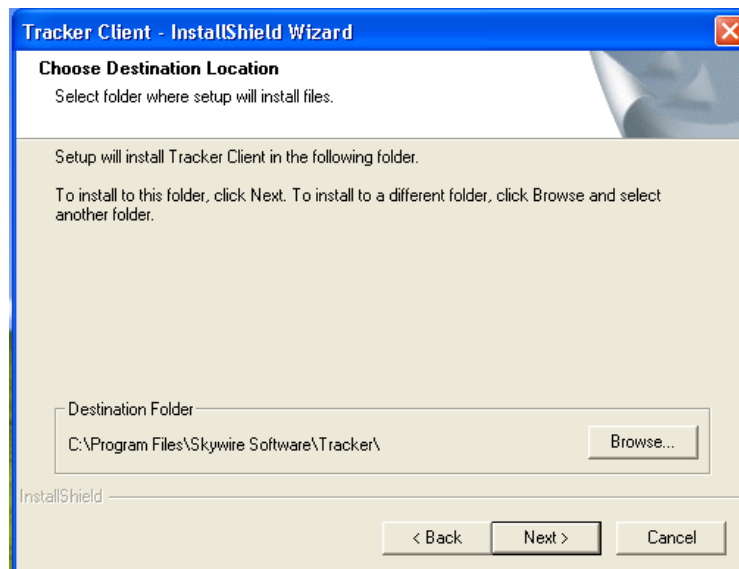 Tracker Client - InstallShield Wizard
Choose Destination Location
Select folder where setup will install files.
Setup will install Tracker Client in the following folder.
To install to this folder, click Next. To install to a different folder, click Browse and select
another folder.
Destination Folder
C:\Program Files\Skywire Software\Tracker\
Browse...
InstallShield
< Back
Next >
Cancel